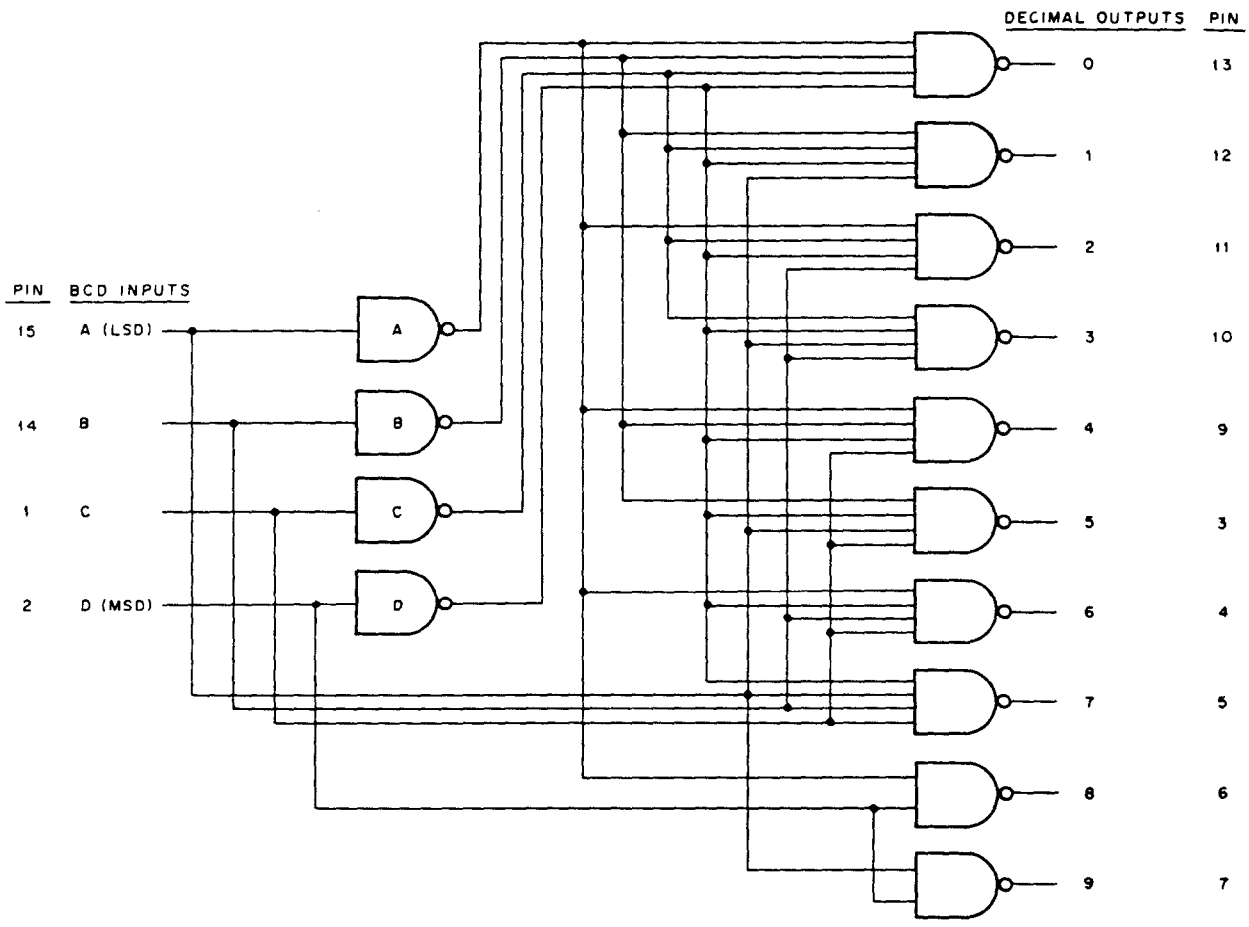 DECIMAL OUTPUTS PIN
0 13
1 12
2 11
PIN BCD INPUTS
15 A (LSD) A 3 10
14 B B 4 9
1 C C 5 3
2 D (MSD) D 6 4
7 5
8 6
9 7